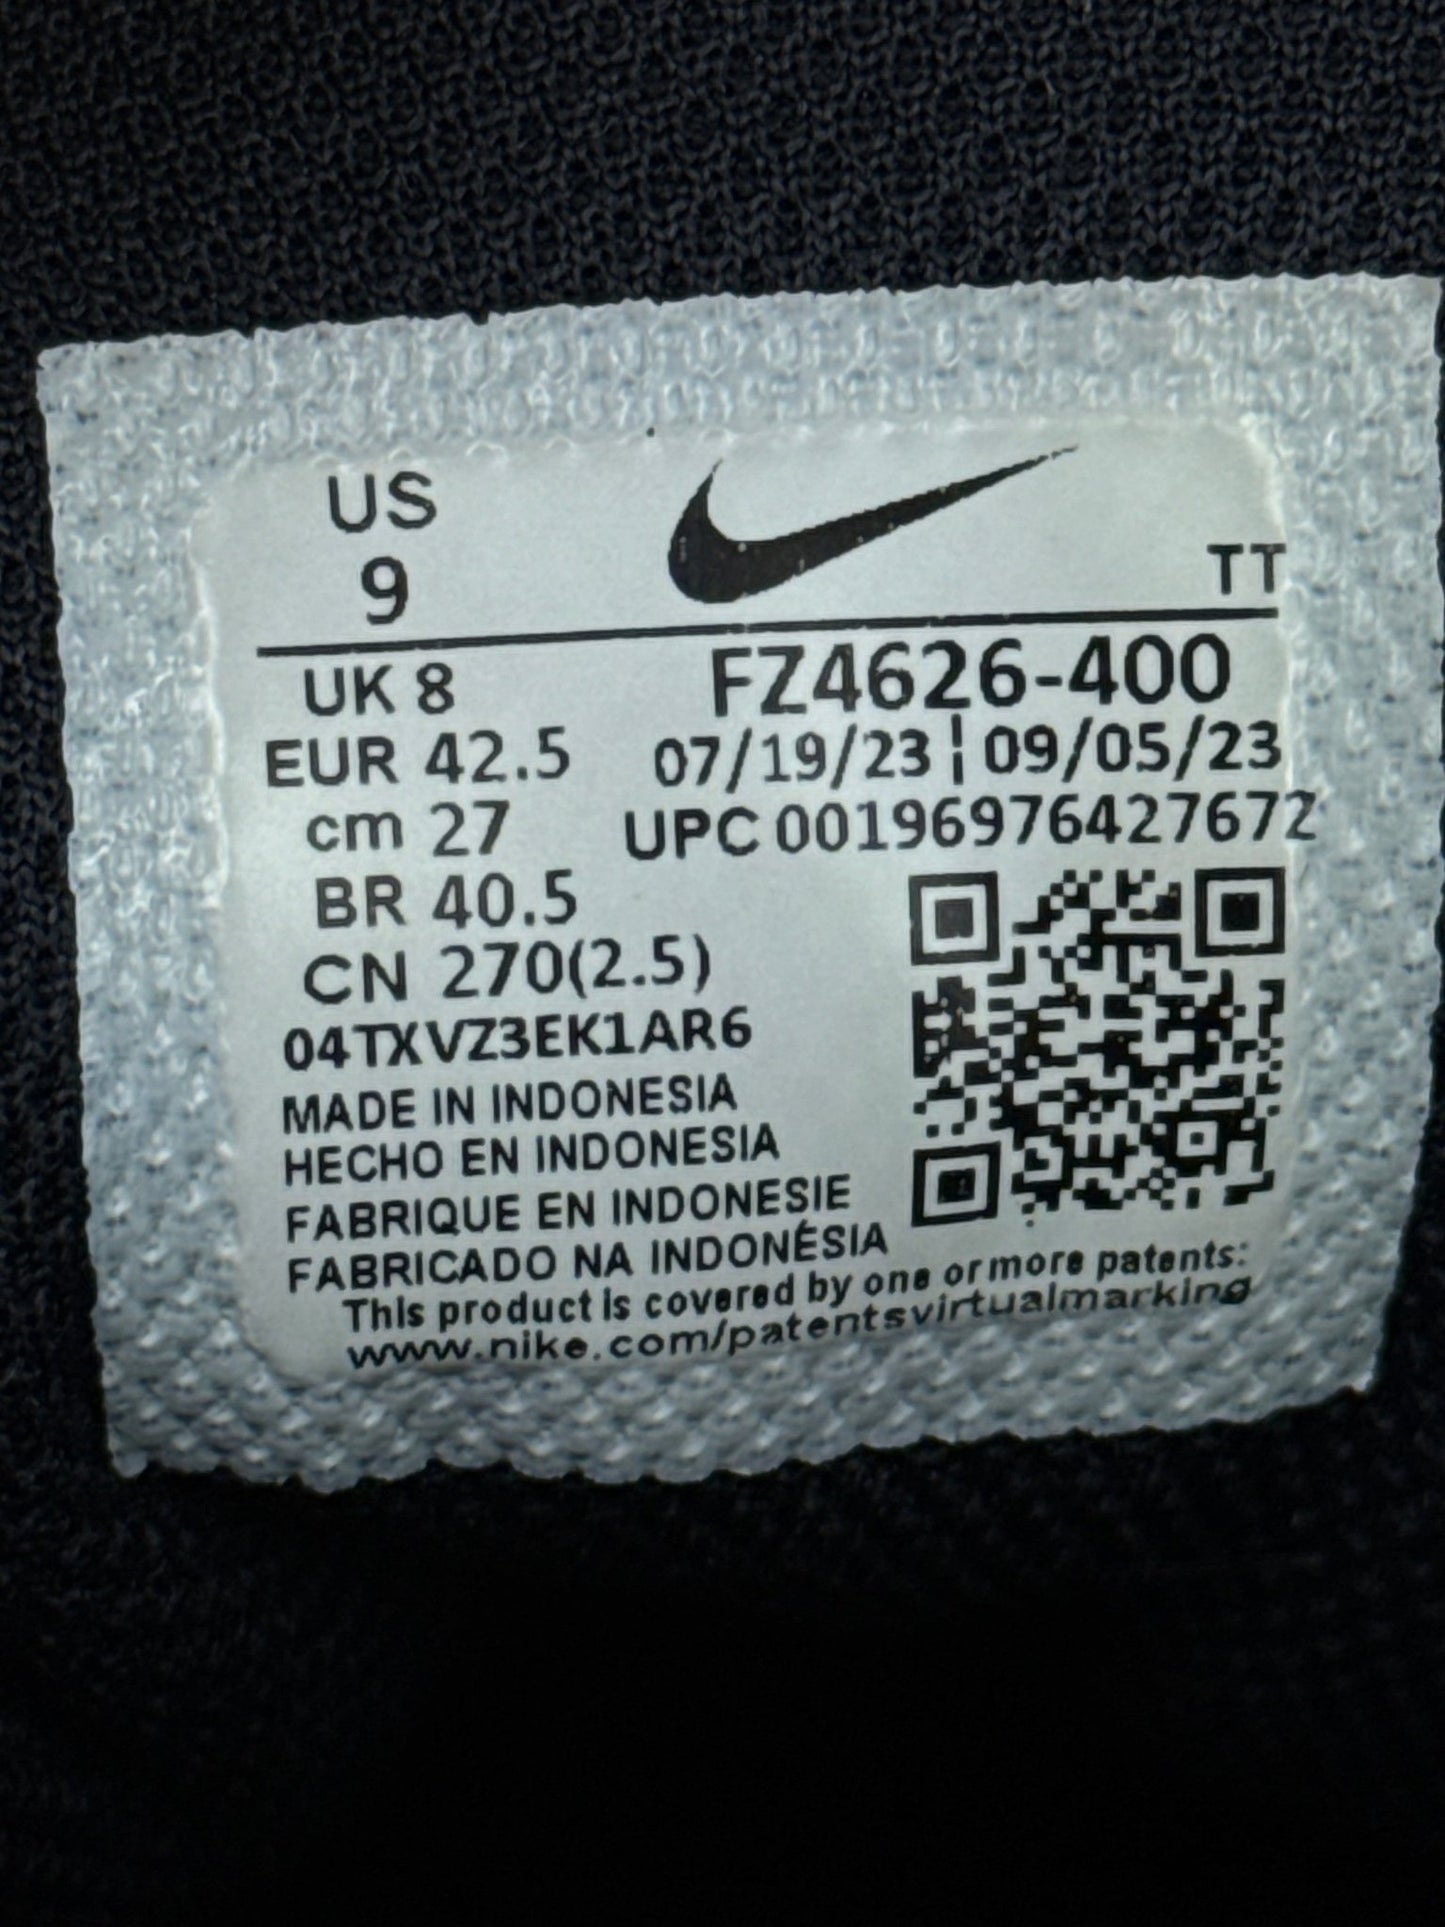 US
9
TT
UK 8
FZ4626-400
EUR 42.5
07/19/23 | 09/05/23
cm 27
UPC 00196976427672
BR 40.5
CN 270(2.5)
04TXVZ3EK1AR6
MADE IN INDONESIA
HECHO EN INDONESIA
FABRIQUE EN INDONESIE
FABRICADO NA INDONÉSIA
This product is covered by one or more patents:
www.nike.com/patentsvirtualmarking